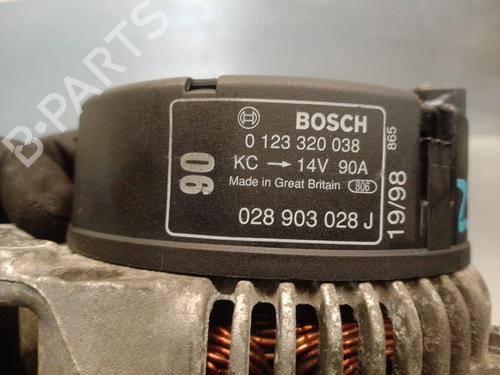 B-PARTS
BOSCH
0 123 320 038
KC → 14V 90A
Made in Great Britain 806
028 903 028 J
90
19/98
865